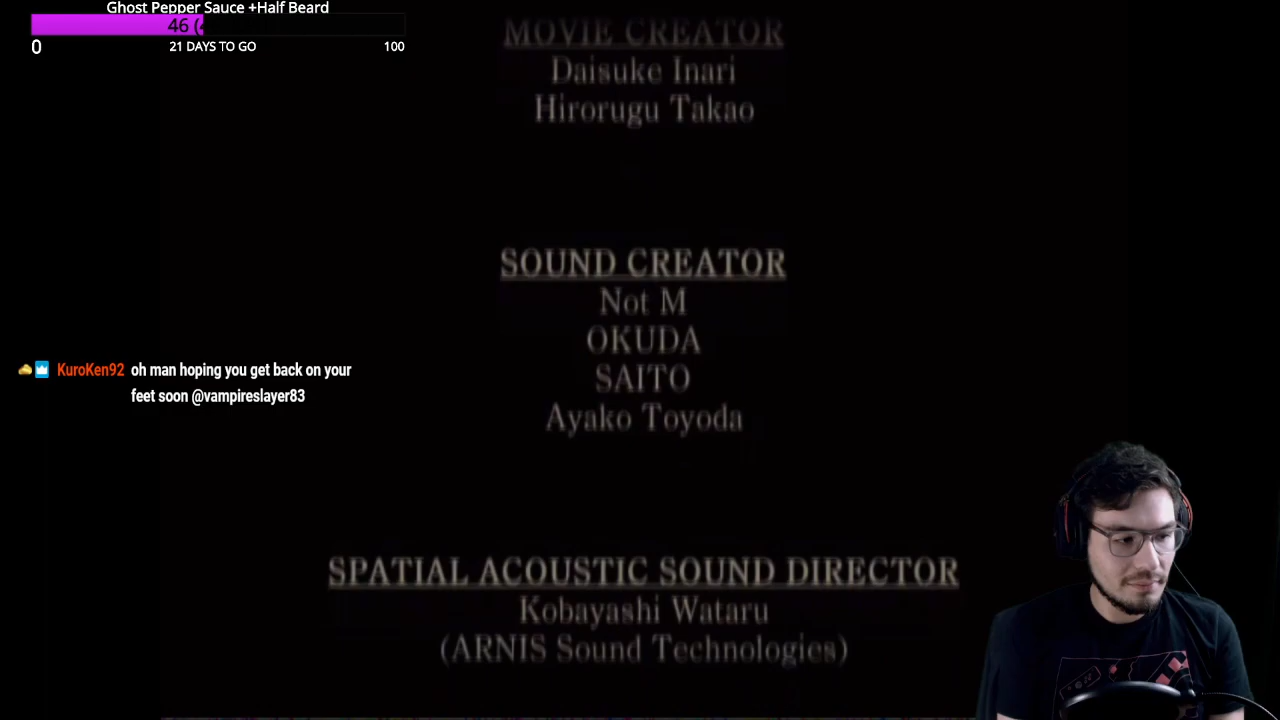 Ghost Pepper Sauce +Half Beard
46 (
0
21 DAYS TO GO
100
MOVIE CREATOR
Daisuke Inari
Hirorugu Takao
SOUND CREATOR
Not M
OKUDA
SAITO
Ayako Toyoda
KuroKen92 oh man hoping you get back on your
feet soon @vampireslayer83
SPATIAL ACOUSTIC SOUND DIRECTOR
Kobayashi Wataru
(ARNIS Sound Technologies)